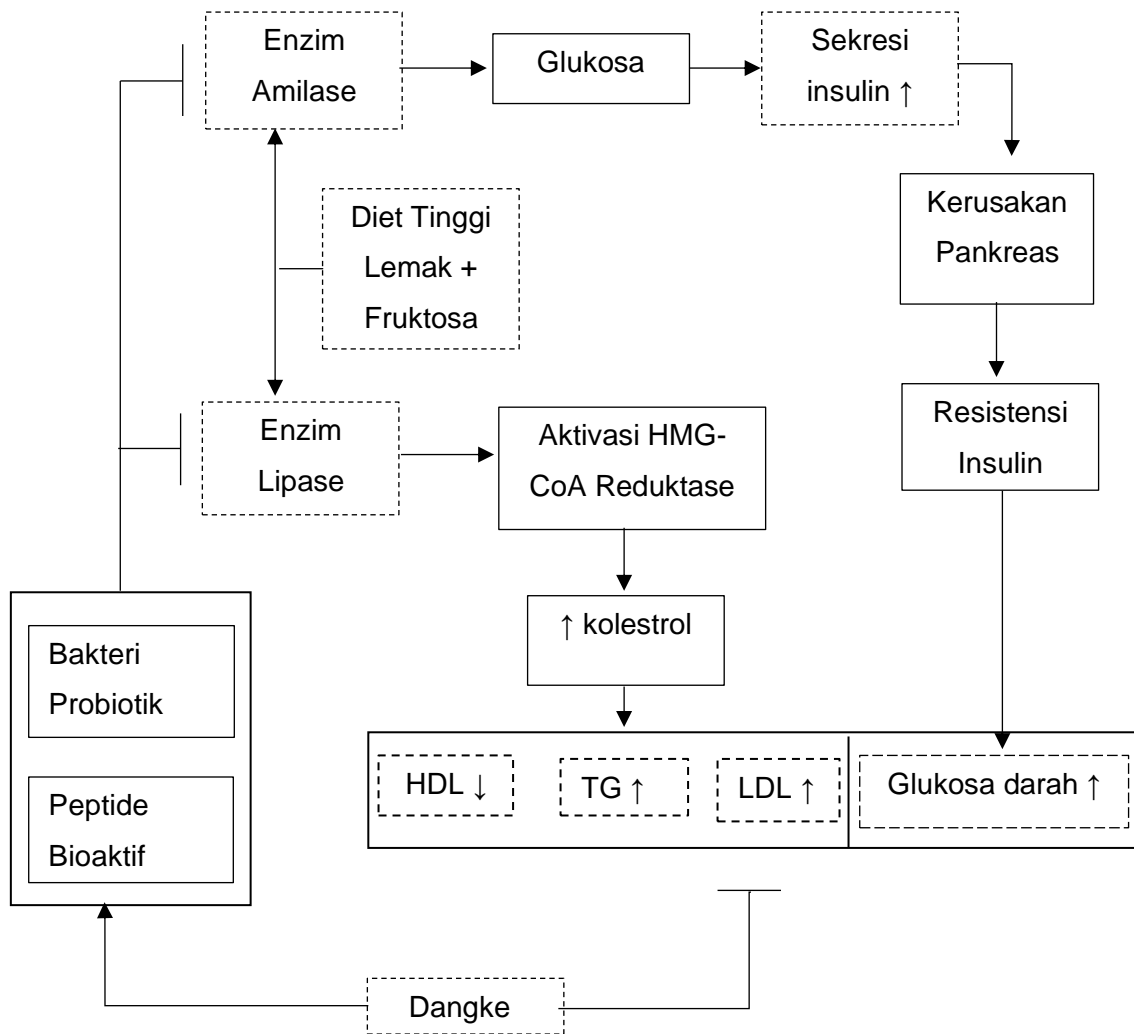 Enzim
Amilase
Glukosa
Sekresi
insulin ↑
Kerusakan
Pankreas
Diet Tinggi
Lemak +
Fruktosa
Resistensi
Insulin
Enzim
Lipase
Aktivasi HMG-
CoA Reduktase
↑ kolestrol
Bakteri
Probiotik
HDL ↓
TG ↑
LDL ↑
Glukosa darah ↑
Peptide
Bioaktif
Dangke